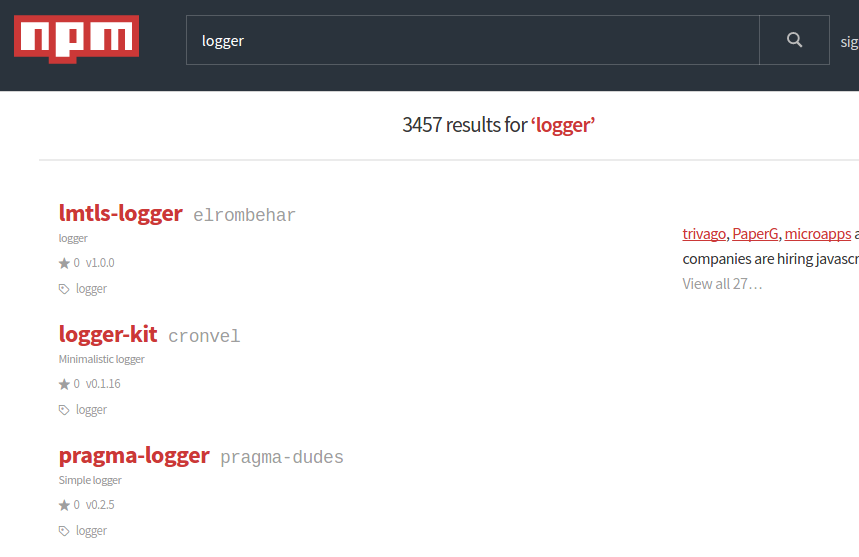 npm
logger
sig
3457 results for ‘logger’
lmtls-logger elrombehar
logger
0 v1.0.0
logger
logger-kit cronvel
Minimalistic logger
0 v0.1.16
logger
pragma-logger pragma-dudes
Simple logger
0 v0.2.5
logger
trivago, PaperG, microapps a
companies are hiring javascr
View all 27…